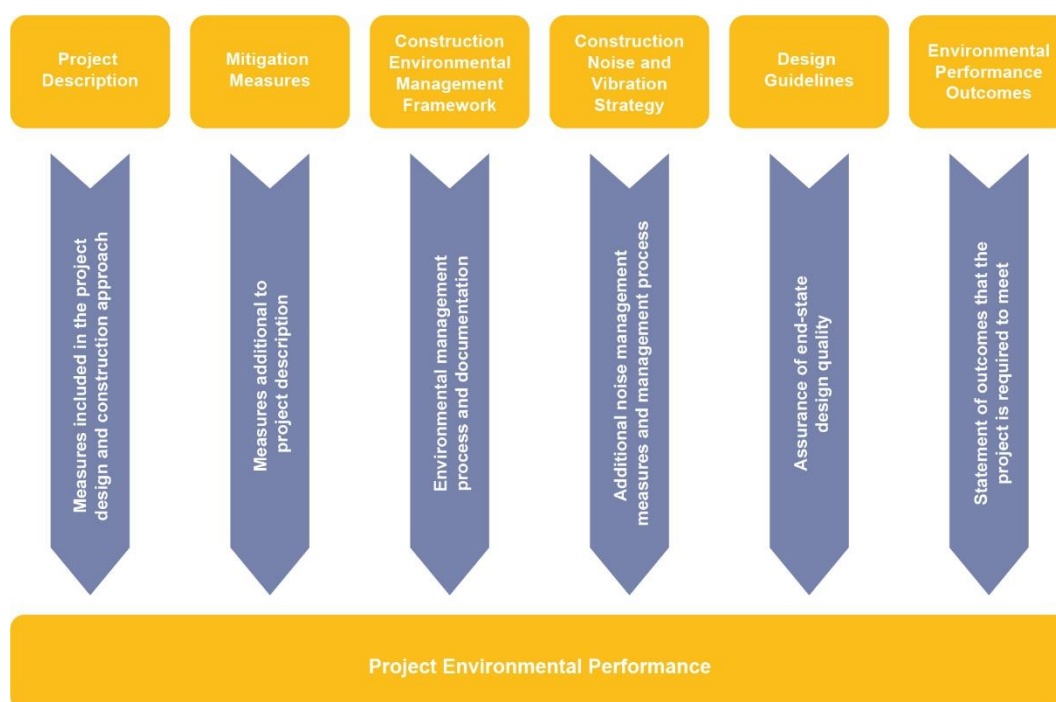 Project
Description
Mitigation
Measures
Construction
Environmental
Management
Framework
Construction
Noise and
Vibration
Strategy
Design
Guidelines
Environmental
Performance
Outcomes
Measures included in the project
design and construction approach
Measures additional to
project description
Environmental management
process and documentation
Additional noise management
measures and management process
Assurance of end-state
design quality
Statement of outcomes that the
project is required to meet
Project Environmental Performance